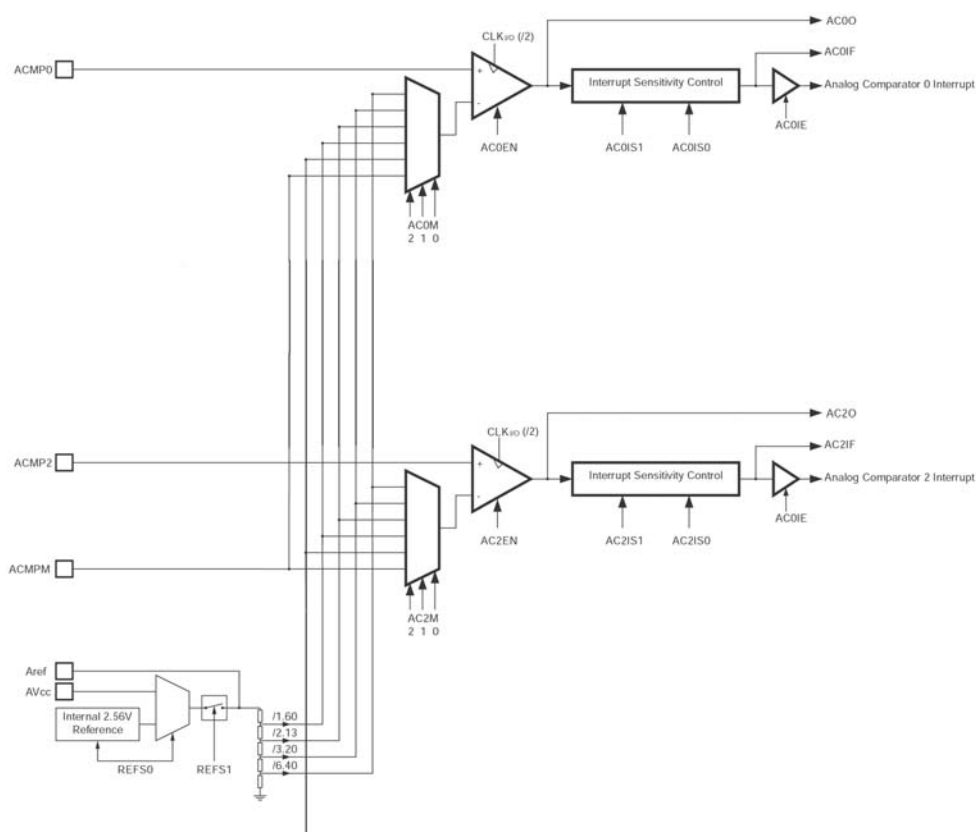 AC0O
CLKI/O (/2)
AC0IF
ACMP0
+
Interrupt Sensitivity Control
Analog Comparator 0 Interrupt
-
AC0IE
AC0EN
AC0IS1
AC0IS0
AC0M
2 1 0
AC2O
CLKI/O (/2)
AC2IF
ACMP2
+
Interrupt Sensitivity Control
Analog Comparator 2 Interrupt
-
AC0IE
AC2EN
AC2IS1
AC2IS0
ACMPM
AC2M
2 1 0
Aref
AVcc
Internal 2.56V
Reference
/1.60
/2.13
/3.20
/6.40
REFS0
REFS1